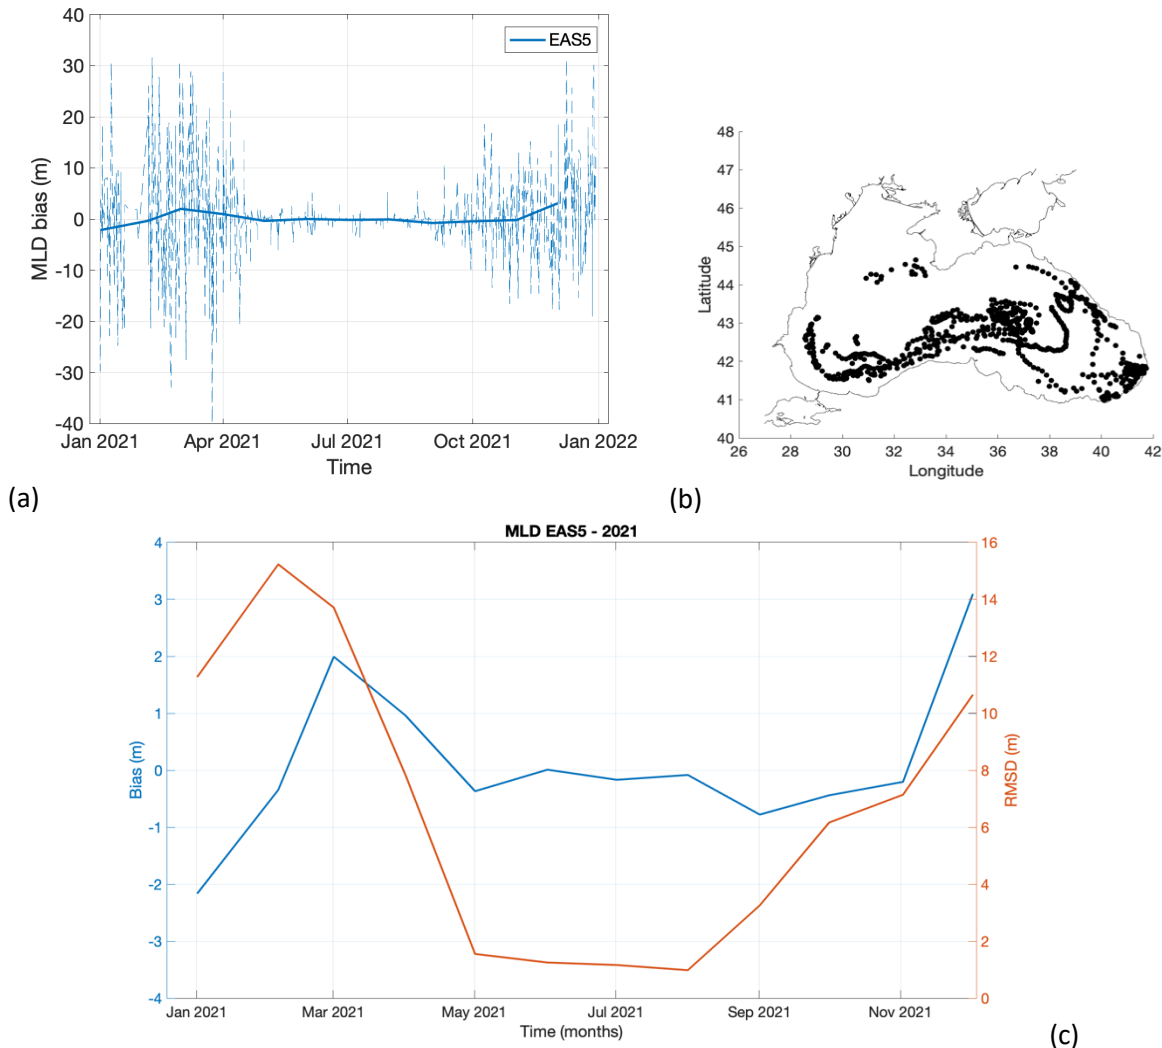 40
30
20
10
0
-10
-20
-30
-40
MLD bias (m)
EAS5
Jan 2021 Apr 2021 Jul 2021 Oct 2021 Jan 2022
Time
(a)
48
47
46
45
44
43
42
41
40
Latitude
26 28 30 32 34 36 38 40 42
Longitude
(b)
MLD EAS5 - 2021
4
3
2
1
0
-1
-2
-3
-4
Bias (m)
16
14
12
10
8
6
4
2
0
RMSD (m)
Jan 2021 Mar 2021 May 2021 Jul 2021 Sep 2021 Nov 2021
Time (months)
(c)